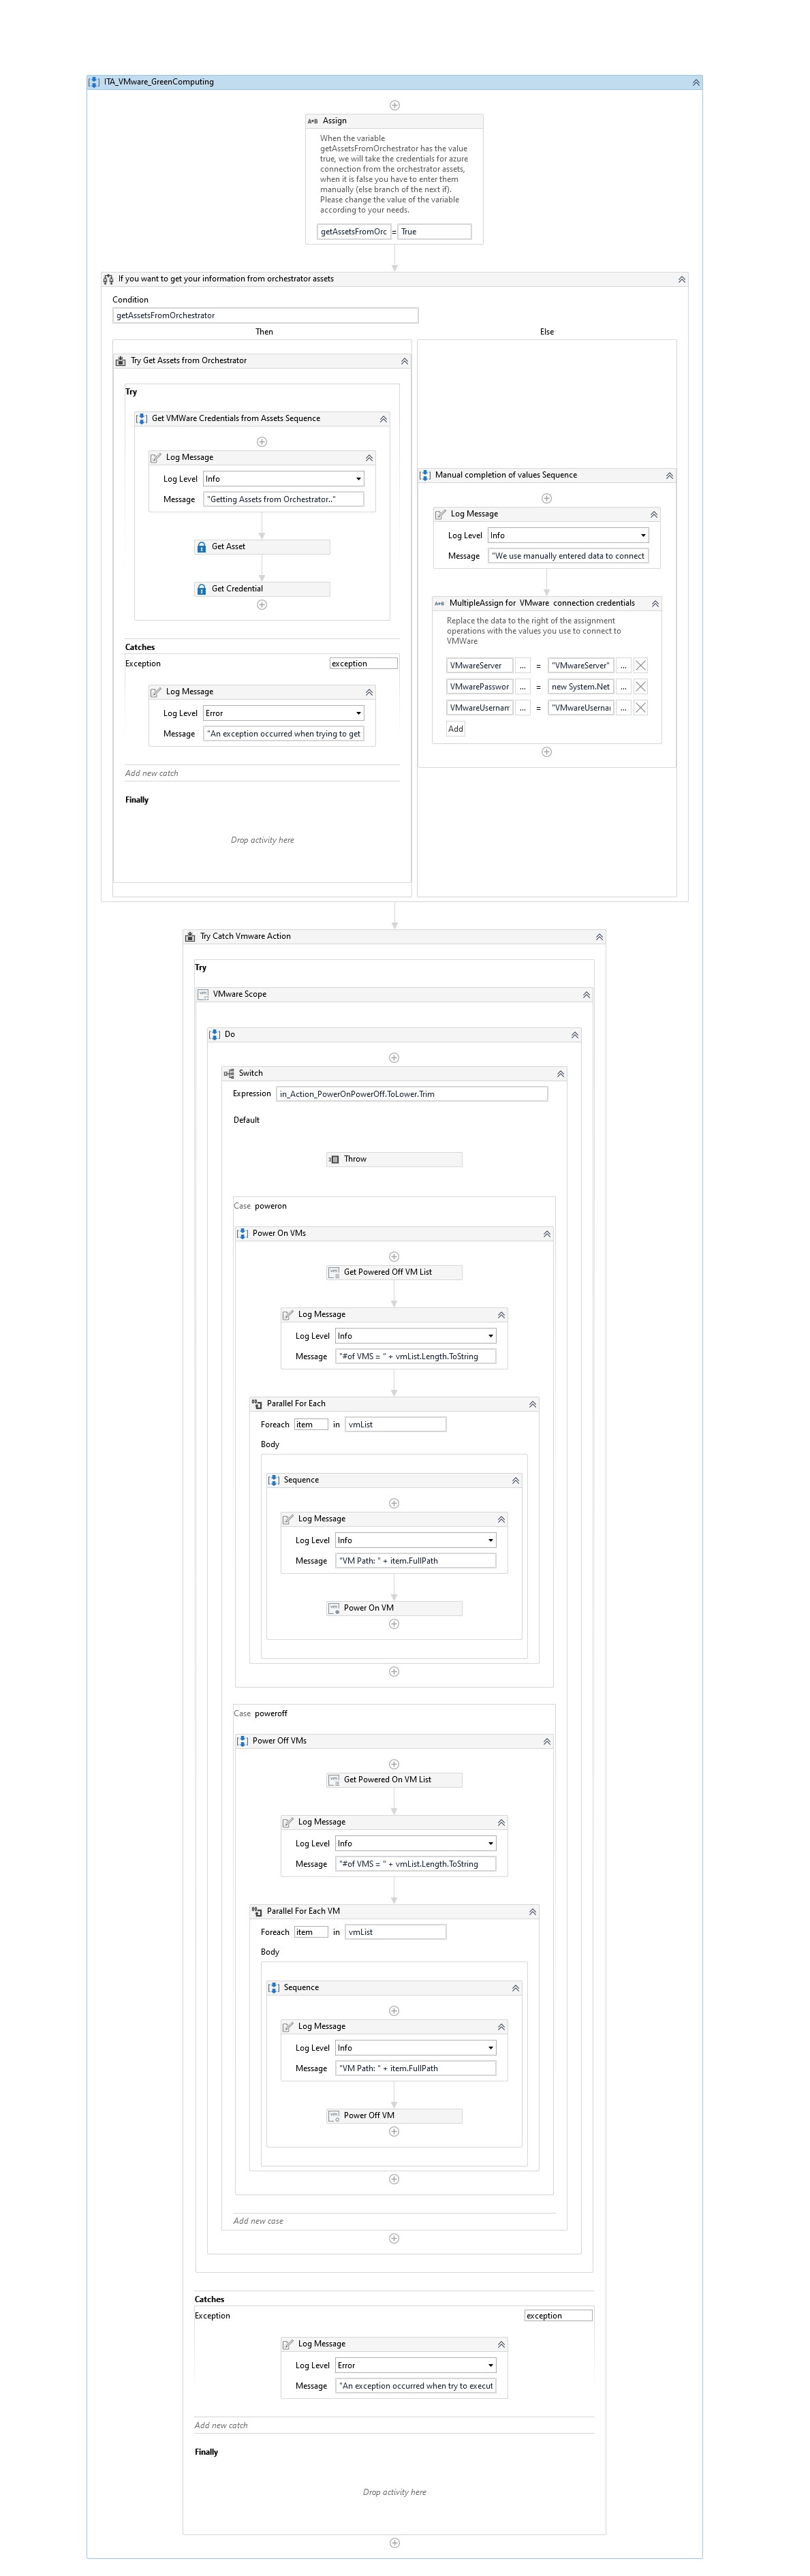 ITA_VMware_GreenComputing
A+B Assign
When the variable
getAssetsFromOrchestrator has the value
true, we will take the credentials for azure
connection from the orchestrator assets,
when it is false you have to enter them
manually (else branch of the next if).
Please change the value of the variable
according to your needs.
getAssetsFromOrc = True
If you want to get your information from orchestrator assets
Condition
getAssetsFromOrchestrator
Then
Try Get Assets from Orchestrator
Try
Get VMWare Credentials from Assets Sequence
Log Message
Log Level Info
Message "Getting Assets from Orchestrator.."
Get Asset
Get Credential
Catches
Exception exception
Log Message
Log Level Error
Message "An exception occurred when trying to get
Add new catch
Finally
Drop activity here
Else
Manual completion of values Sequence
Log Message
Log Level Info
Message "We use manually entered data to connect
A+B MultipleAssign for VMware connection credentials
Replace the data to the right of the assignment
operations with the values you use to connect to
VMWare
VMwareServer ... = "VMwareServer" ...
VMwarePasswor ... = new System.Net ...
VMwareUsernam ... = "VMwareUsernai ...
Add
Try Catch Vmware Action
Try
VMware Scope
Do
Switch
Expression in_Action_PowerOnPowerOff.ToLower.Trim
Default
Throw
Case poweron
Power On VMs
Get Powered Off VM List
Log Message
Log Level Info
Message "#of VMS = " + vmList.Length.ToString
Parallel For Each
Foreach item in vmList
Body
Sequence
Log Message
Log Level Info
Message "VM Path: " + item.FullPath
Power On VM
Case poweroff
Power Off VMs
Get Powered On VM List
Log Message
Log Level Info
Message "#of VMS = " + vmList.Length.ToString
Parallel For Each VM
Foreach item in vmList
Body
Sequence
Log Message
Log Level Info
Message "VM Path: " + item.FullPath
Power Off VM
Add new case
Catches
Exception exception
Log Message
Log Level Error
Message "An exception occurred when try to execut
Add new catch
Finally
Drop activity here